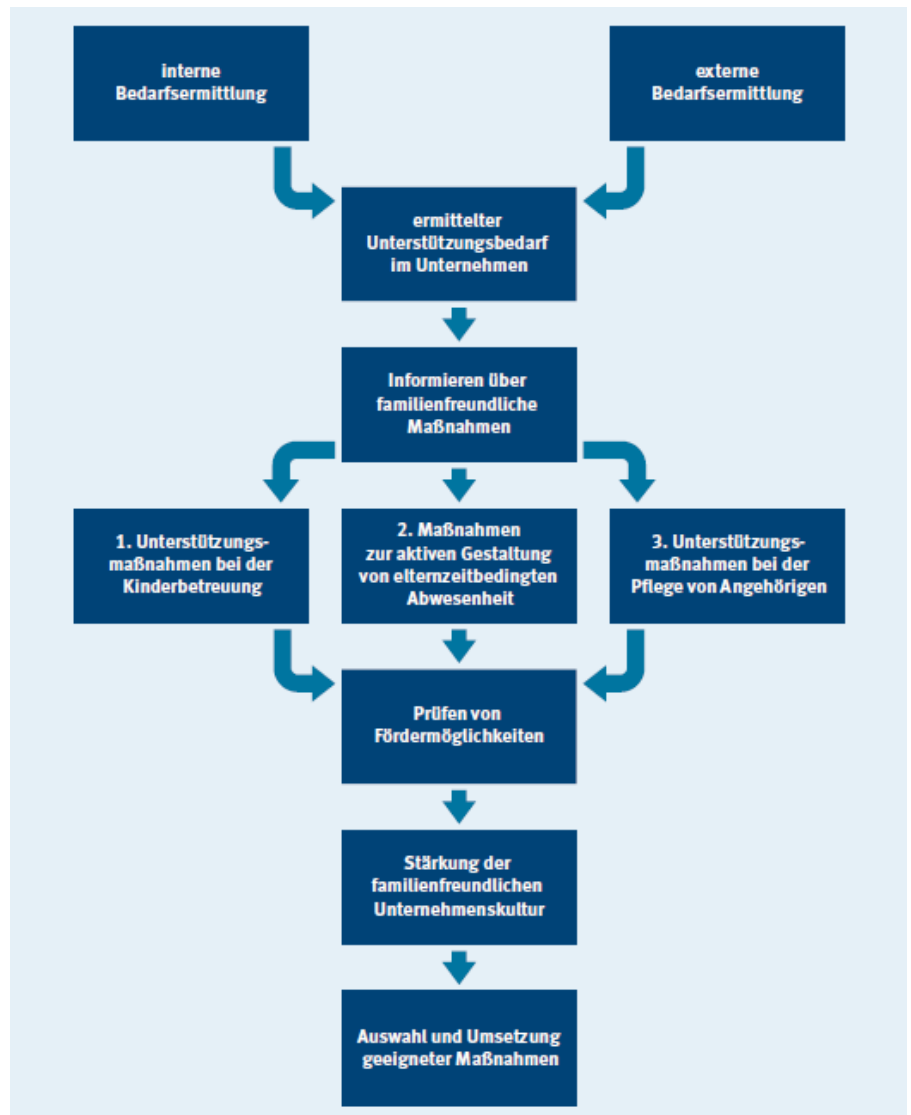 interne
Bedarfsermittlung
externe
Bedarfsermittlung
ermittelter
Unterstützungsbedarf
im Unternehmen
Informieren über
familienfreundliche
Maßnahmen
1. Unterstützungs-
maßnahmen bei der
Kinderbetreuung
2. Maßnahmen
zur aktiven Gestaltung
von elternzeitbedingten
Abwesenheit
3. Unterstützungs-
maßnahmen bei der
Pflege von Angehörigen
Prüfen von
Fördermöglichkeiten
Stärkung der
familienfreundlichen
Unternehmenskultur
Auswahl und Umsetzung
geeigneter Maßnahmen